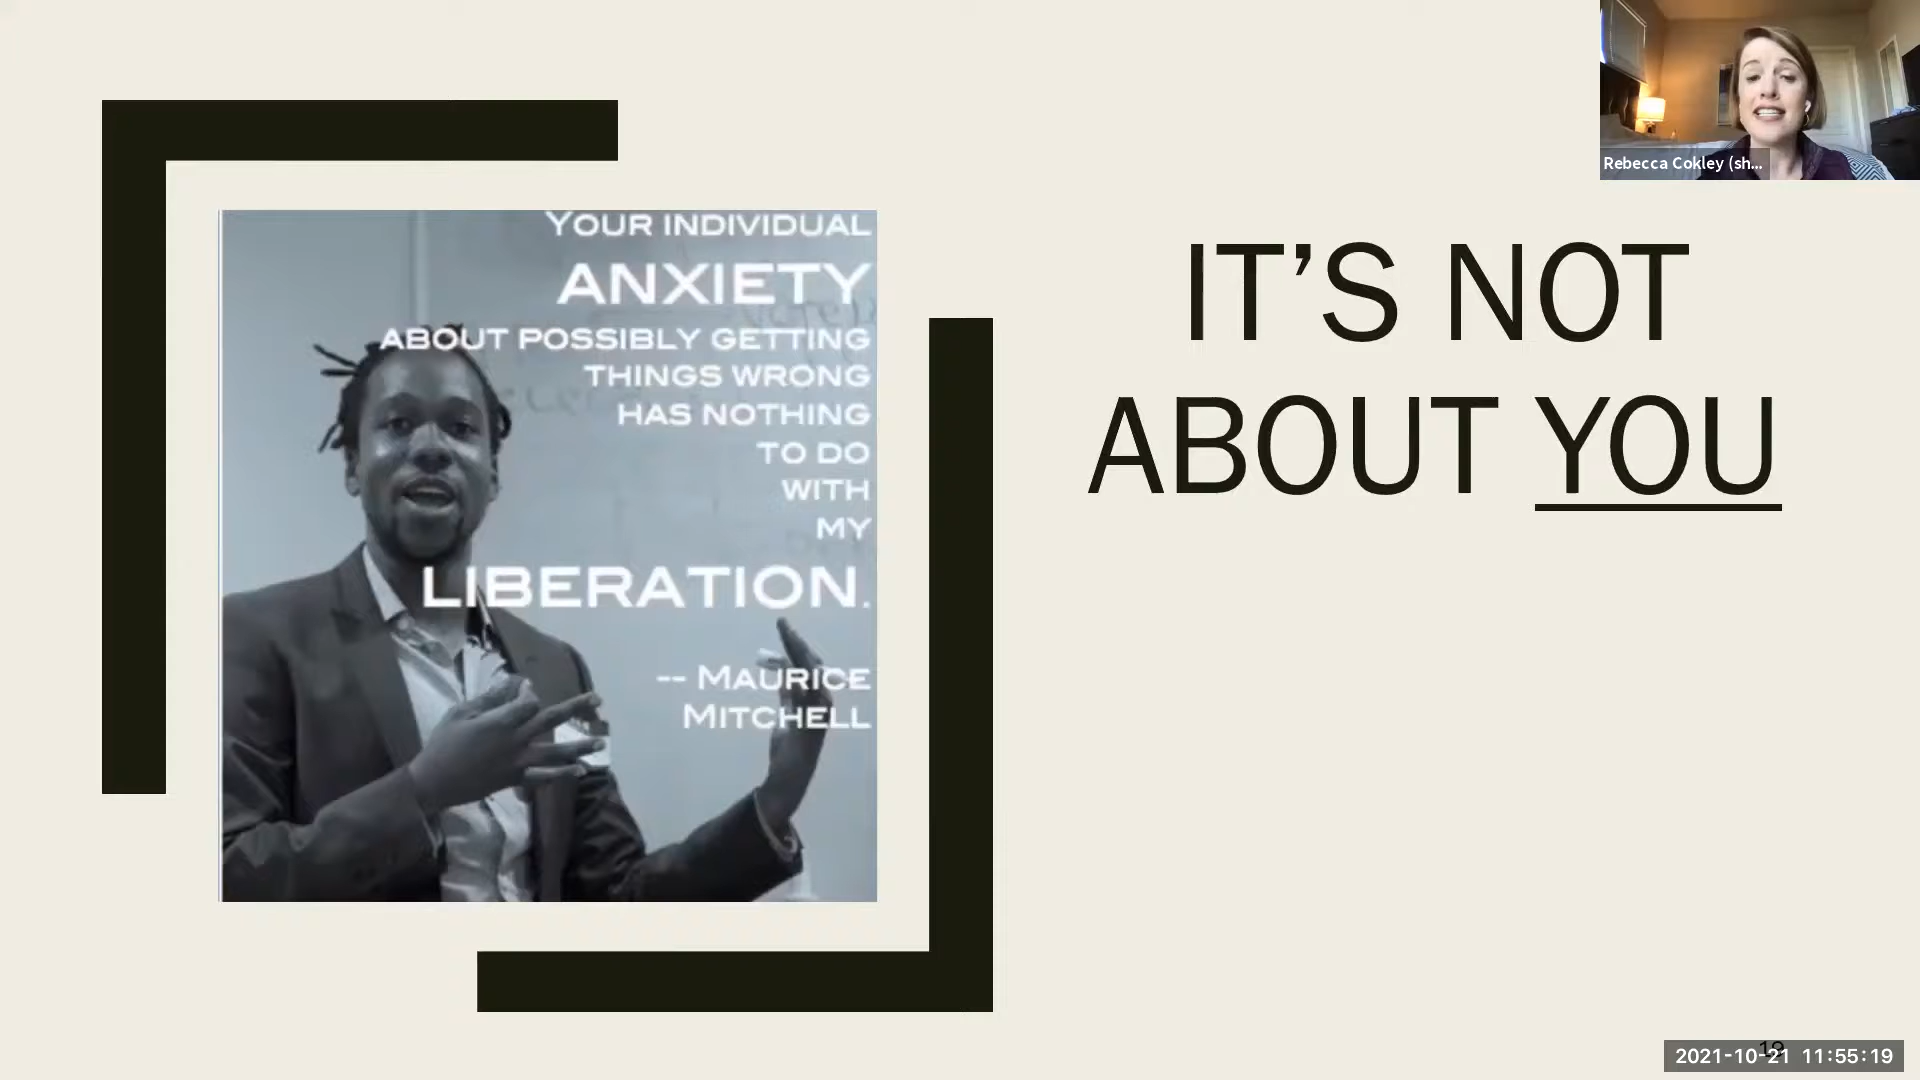 YOUR INDIVIDUAL
ANXIETY
ABOUT POSSIBLY GETTING
THINGS WRONG
HAS NOTHING
TO DO
WITH
MY
LIBERATION.
-- MAURICE
MITCHELL
IT’S NOT
ABOUT YOU
Rebecca Cokley (sh...
19
2021-10-21 11:55:19